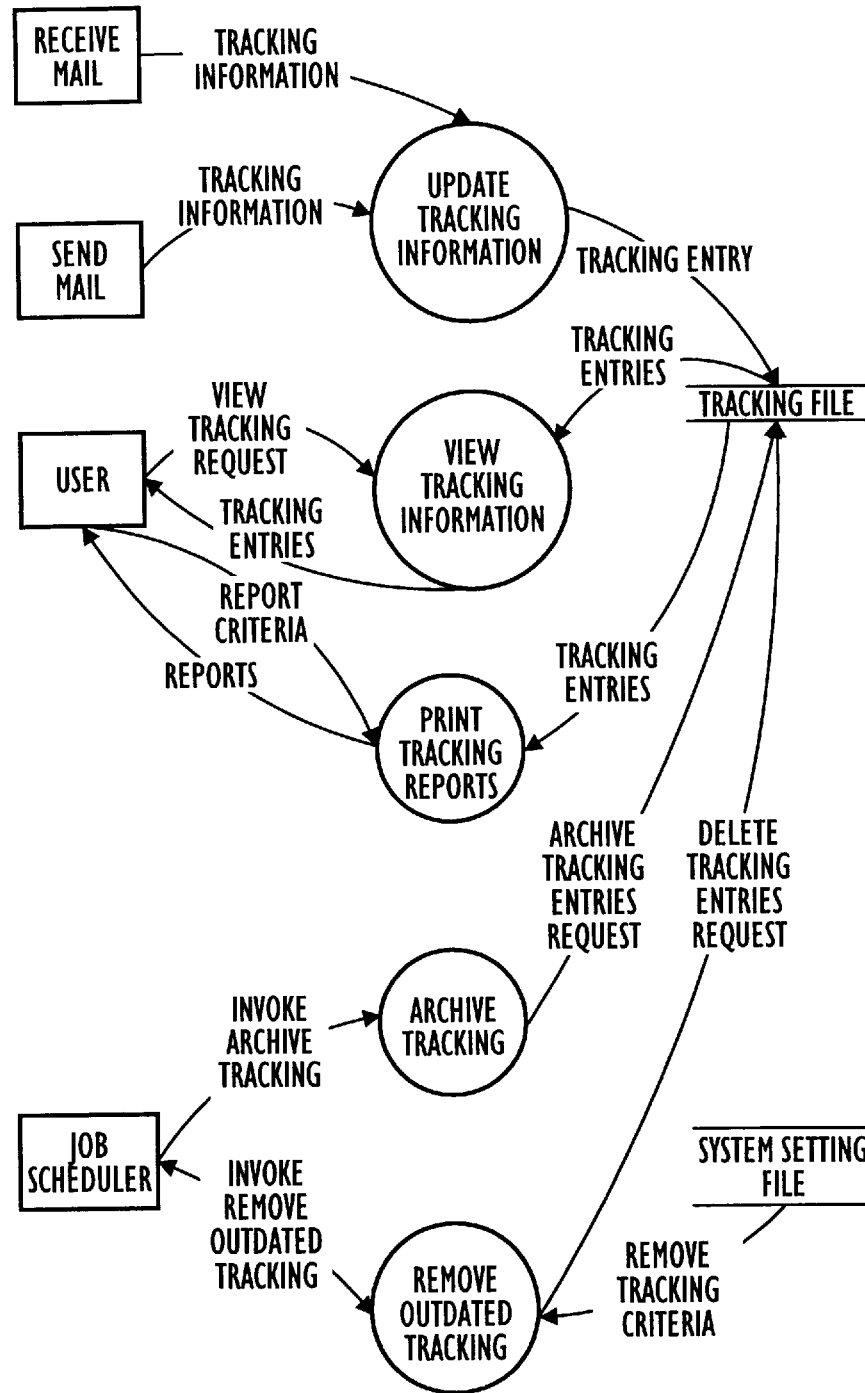 RECEIVE
MAIL
TRACKING
INFORMATION
UPDATE
TRACKING
INFORMATION
TRACKING
INFORMATION
SEND
MAIL
TRACKING ENTRY
TRACKING
ENTRIES
TRACKING FILE
VIEW
TRACKING
REQUEST
USER
VIEW
TRACKING
INFORMATION
TRACKING
ENTRIES
REPORT
CRITERIA
REPORTS
TRACKING
ENTRIES
PRINT
TRACKING
REPORTS
ARCHIVE
TRACKING
ENTRIES
REQUEST
DELETE
TRACKING
ENTRIES
REQUEST
INVOKE
ARCHIVE
TRACKING
ARCHIVE
TRACKING
JOB
SCHEDULER
INVOKE
REMOVE
OUTDATED
TRACKING
SYSTEM SETTING
FILE
REMOVE
OUTDATED
TRACKING
REMOVE
TRACKING
CRITERIA